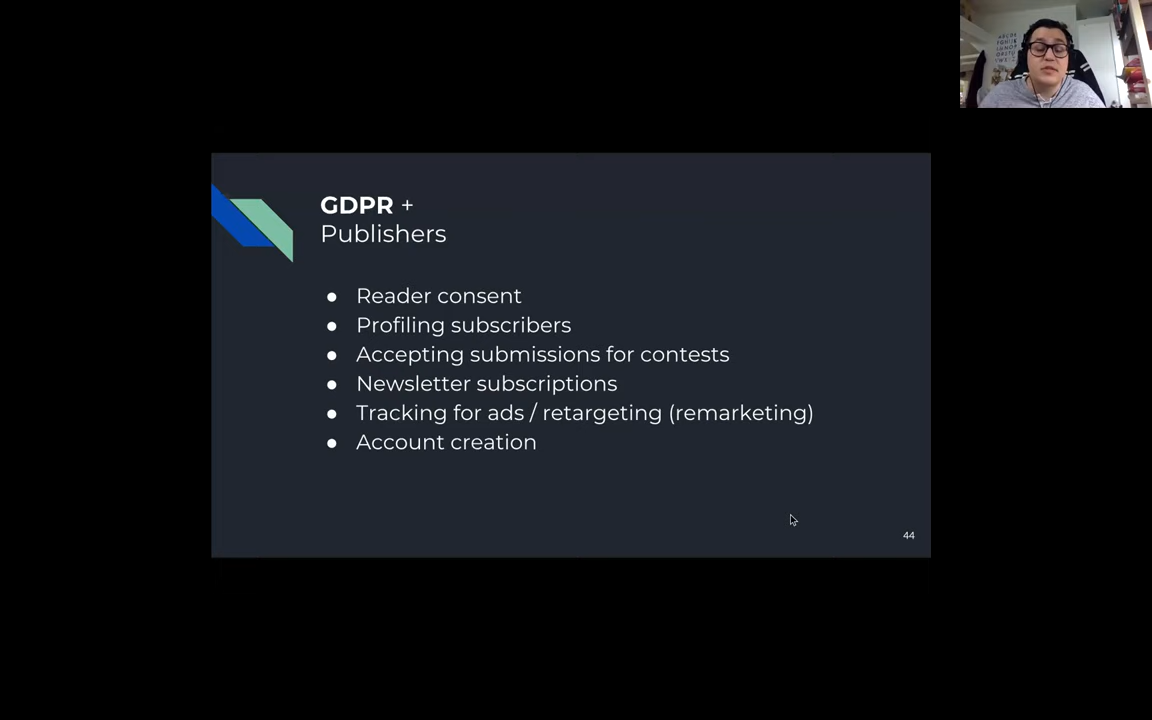 GDPR +
Publishers
● Reader consent
● Profiling subscribers
● Accepting submissions for contests
● Newsletter subscriptions
● Tracking for ads / retargeting (remarketing)
● Account creation
44